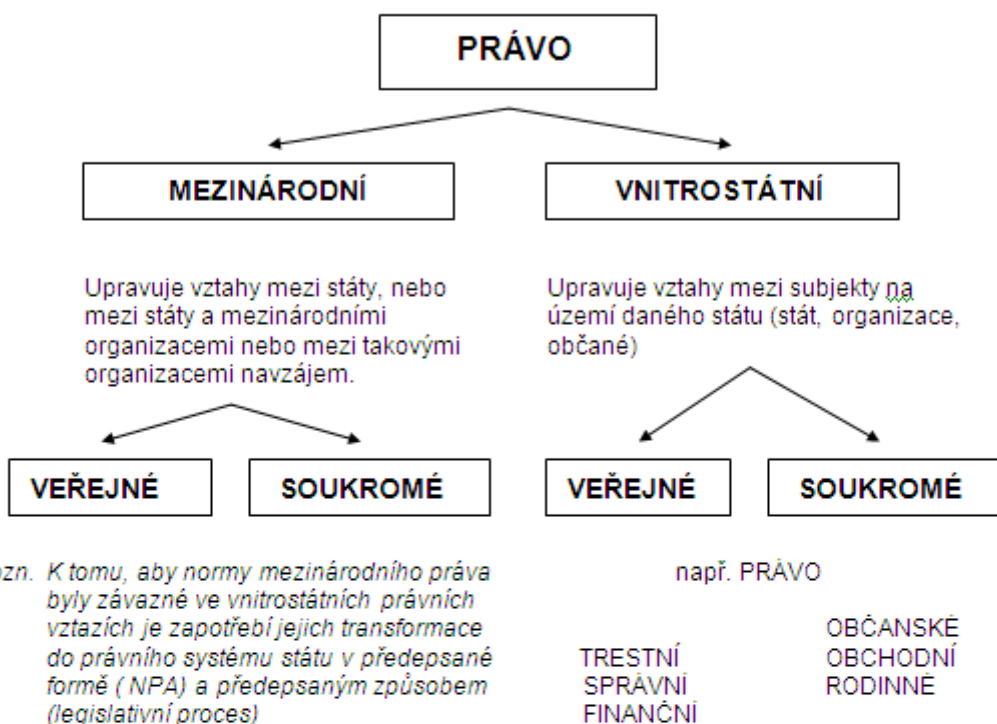 PRÁVO
MEZINÁRODNÍ
VNITROSTÁTNÍ
Upravuje vztahy mezi státy, nebo
mezi státy a mezinárodními
organizacemi nebo mezi takovými
organizacemi navzájem.
Upravuje vztahy mezi subjekty na
území daného státu (stát, organizace,
občané)
VEŘEJNÉ
SOUKROMÉ
VEŘEJNÉ
SOUKROMÉ
ozn. K tomu, aby normy mezinárodního práva
byly závazné ve vnitrostátních právních
vztazích je zapotřebí jejich transformace
do právního systému státu v předepsané
formě ( NPA) a předepsaným způsobem
(legislativní proces)
např. PRÁVO
TRESTNÍ
SPRÁVNÍ
FINANČNÍ
OBČANSKÉ
OBCHODNÍ
RODINNÉ